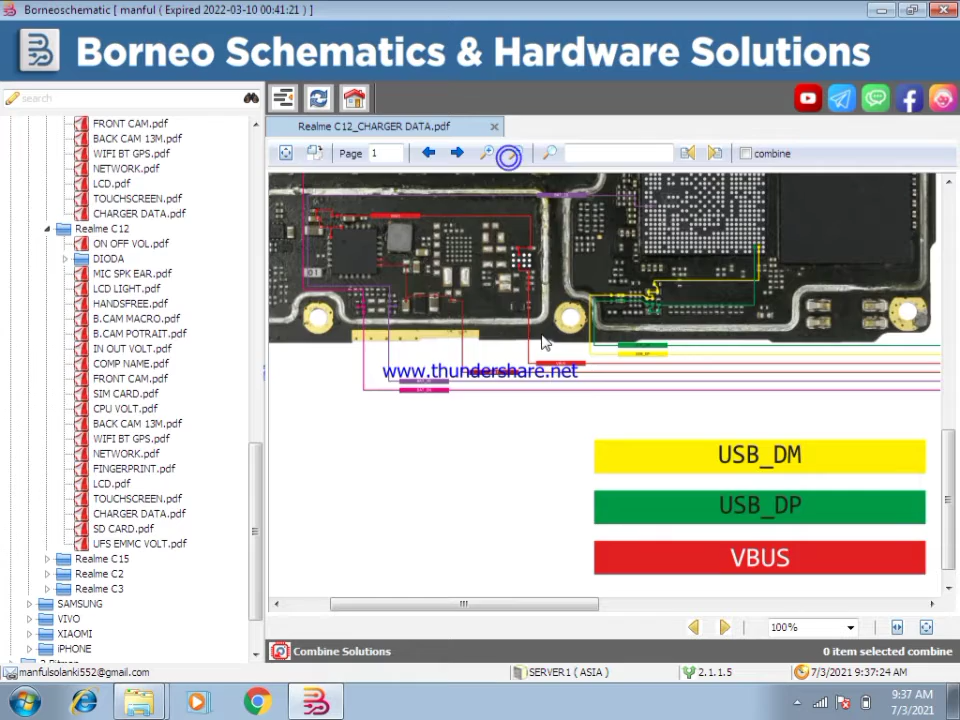 Borneoschematic [ manful ( Expired 2022-03-10 00:41:21 ) ]
Borneo Schematics & Hardware Solutions
search
Realme C12_CHARGER DATA.pdf
Page 1
combine
FRONT CAM.pdf
BACK CAM 13M.pdf
WIFI BT GPS.pdf
NETWORK.pdf
LCD.pdf
TOUCHSCREEN.pdf
CHARGER DATA.pdf
Realme C12
ON OFF VOL.pdf
DIODA
MIC SPK EAR.pdf
LCD LIGHT.pdf
HANDSFREE.pdf
B.CAM MACRO.pdf
B.CAM POTRAIT.pdf
IN OUT VOLT.pdf
COMP NAME.pdf
FRONT CAM.pdf
SIM CARD.pdf
CPU VOLT.pdf
BACK CAM 13M.pdf
WIFI BT GPS.pdf
NETWORK.pdf
FINGERPRINT.pdf
LCD.pdf
TOUCHSCREEN.pdf
CHARGER DATA.pdf
SD CARD.pdf
UFS EMMC VOLT.pdf
Realme C15
Realme C2
Realme C3
SAMSUNG
VIVO
XIAOMI
iPHONE
www.thundershare.net
USB_DM
USB_DP
VBUS
100%
Combine Solutions
0 item selected combine
manfulsolanki552@gmail.com
SERVER1 ( ASIA )
2.1.1.5
7/3/2021 9:37:24 AM
9:37 AM
7/3/2021